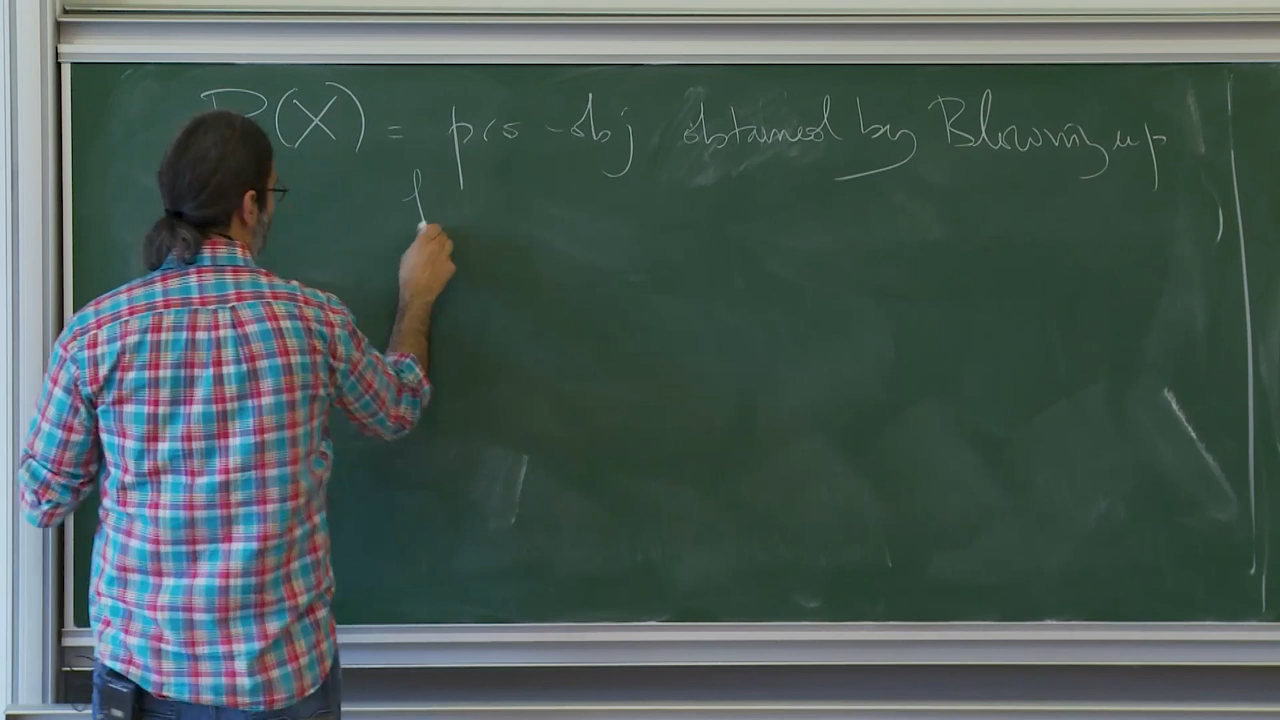 P(X) = pro-obj obtained by Blowing up
f